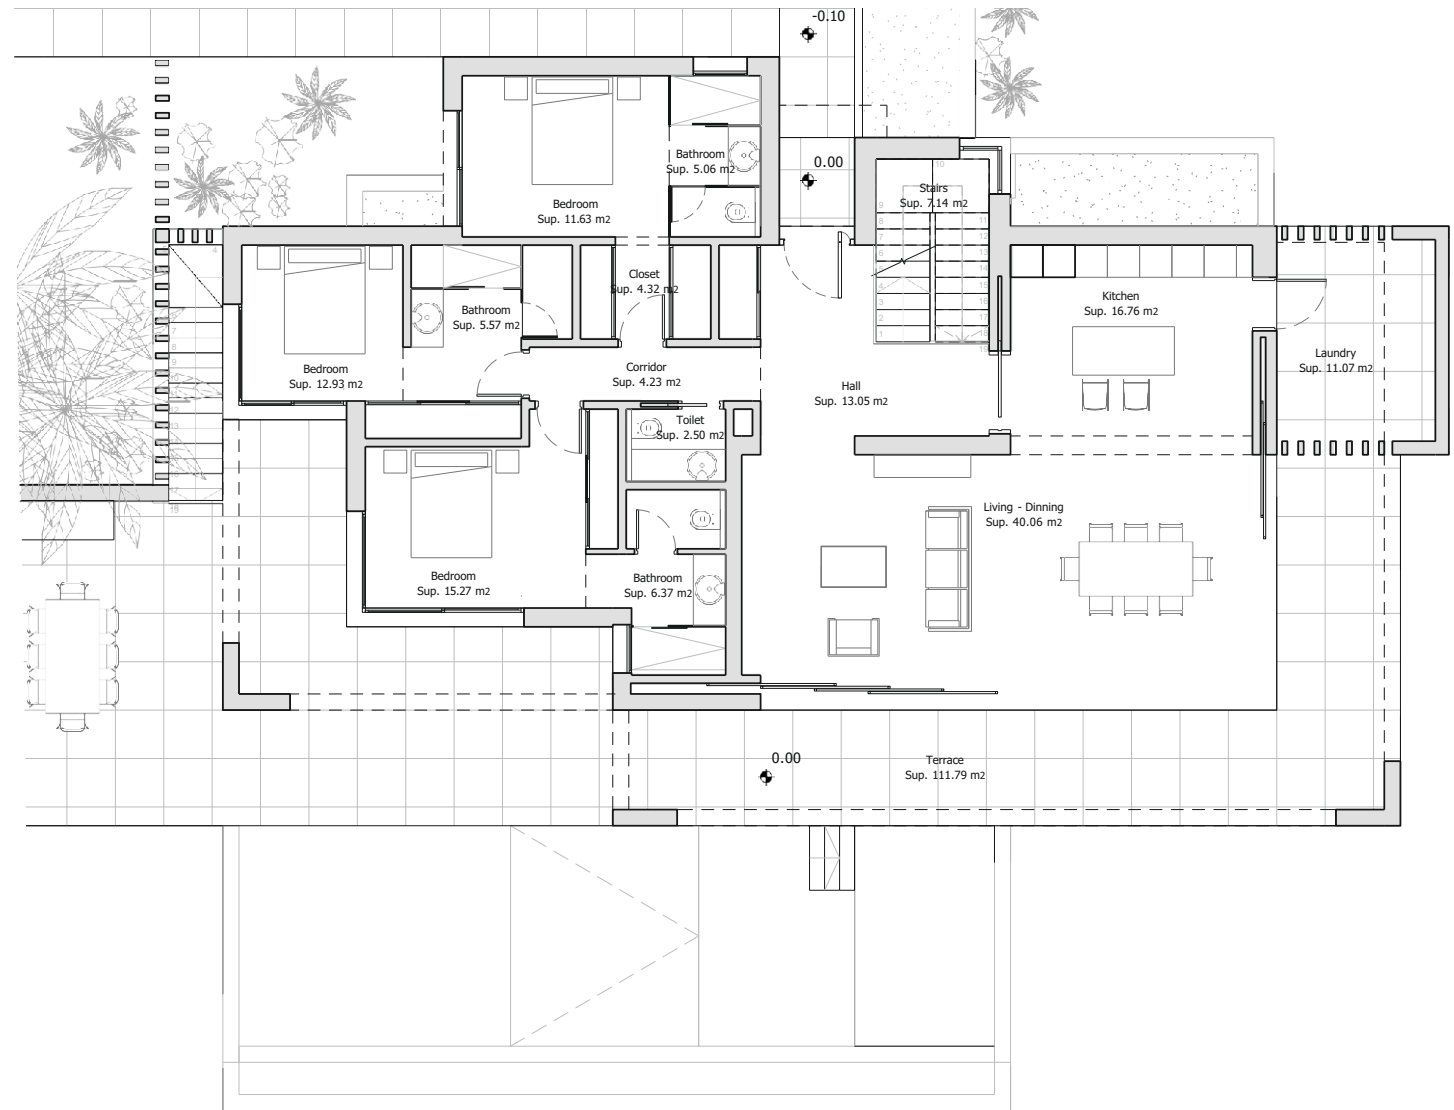 -0.10
0.00
Bathroom
Sup. 5.06 m2
Stairs
Sup. 7.14 m2
Bedroom
Sup. 11.63 m2
Closet
Sup. 4.32 m2
Kitchen
Sup. 16.76 m2
Bathroom
Sup. 5.57 m2
Laundry
Sup. 11.07 m2
Bedroom
Sup. 12.93 m2
Corridor
Sup. 4.23 m2
Hall
Sup. 13.05 m2
Toilet
Sup. 2.50 m2
Living - Dinning
Sup. 40.06 m2
Bedroom
Sup. 15.27 m2
Bathroom
Sup. 6.37 m2
0.00
Terrace
Sup. 111.79 m2